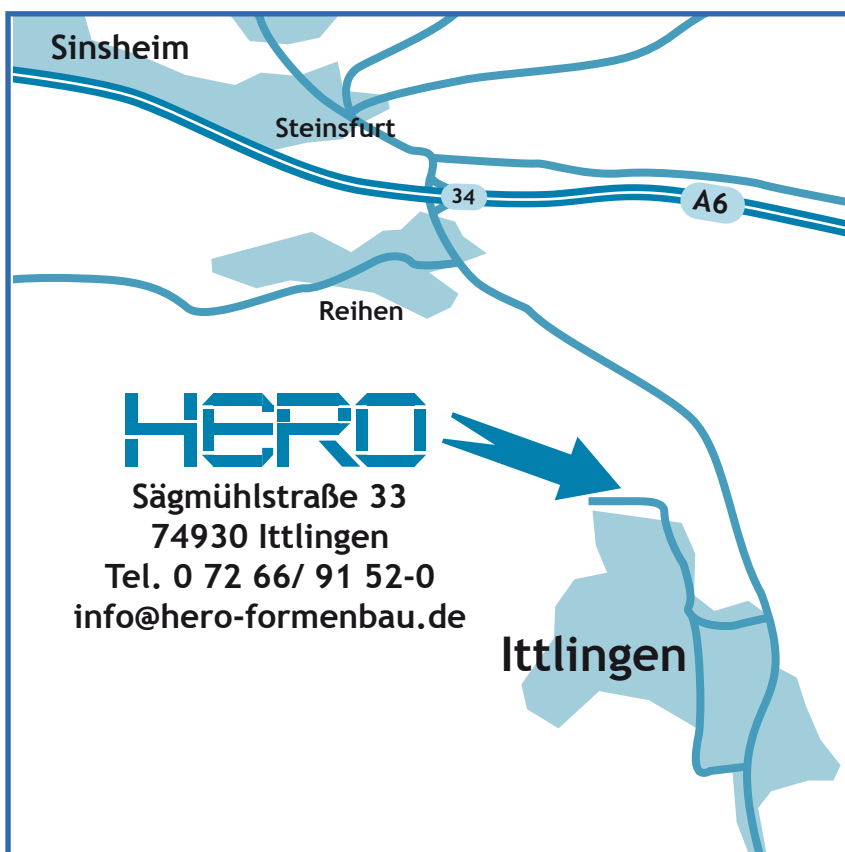 Sinsheim
Steinsfurt
34
A6
Reihen
HERO
Sägmühlstraße 33
74930 Ittlingen
Tel. 0 72 66/ 91 52-0
info@hero-formenbau.de
Ittlingen